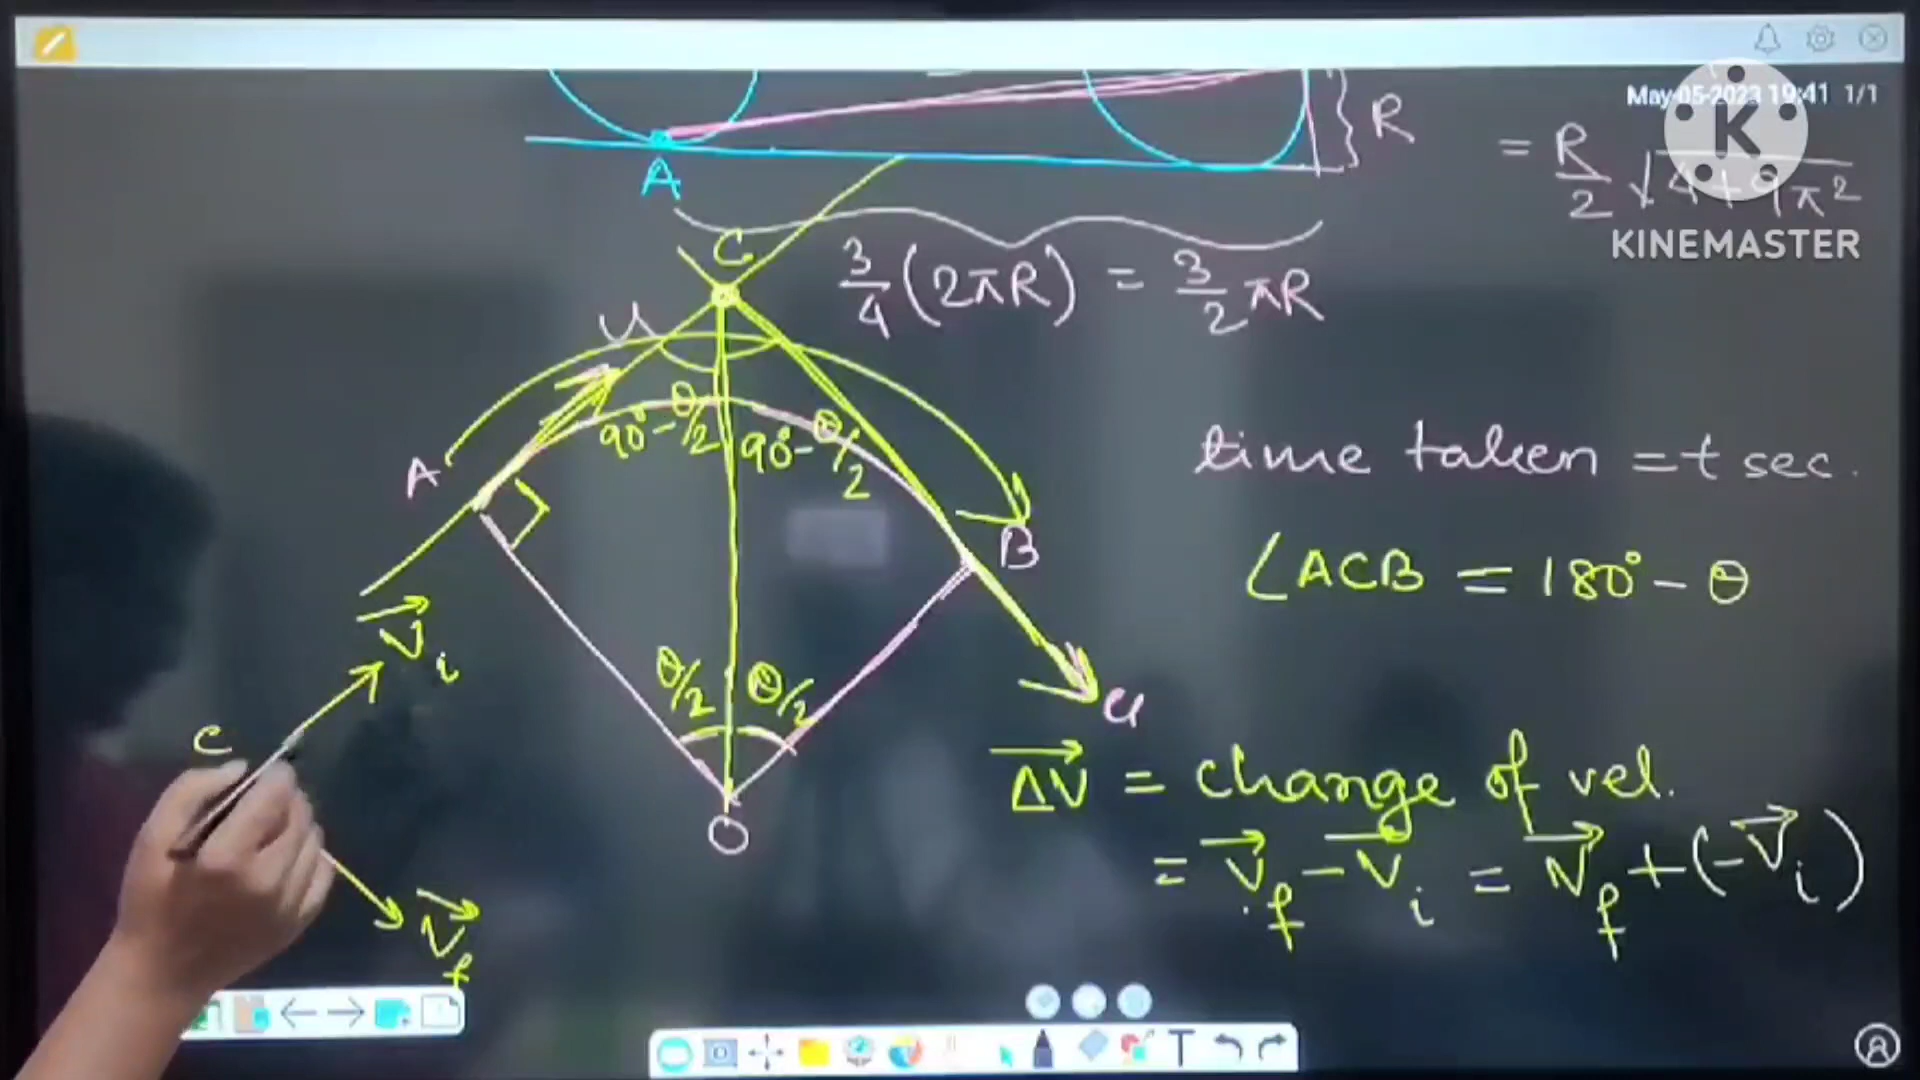 May-05-2023 19:41 1/1
R
= R/2 √4+9π²
K
KINEMASTER
A
C
3/4 (2πR) = 3/2 πR
u
90° - θ/2
90° - θ/2
A
time taken = t sec.
B
∠ACB = 180° - θ
V⃗i
θ/2
θ/2
u
C
O
ΔV⃗ = change of vel.
= V⃗f - V⃗i = V⃗f + (-V⃗i)
V⃗f
T